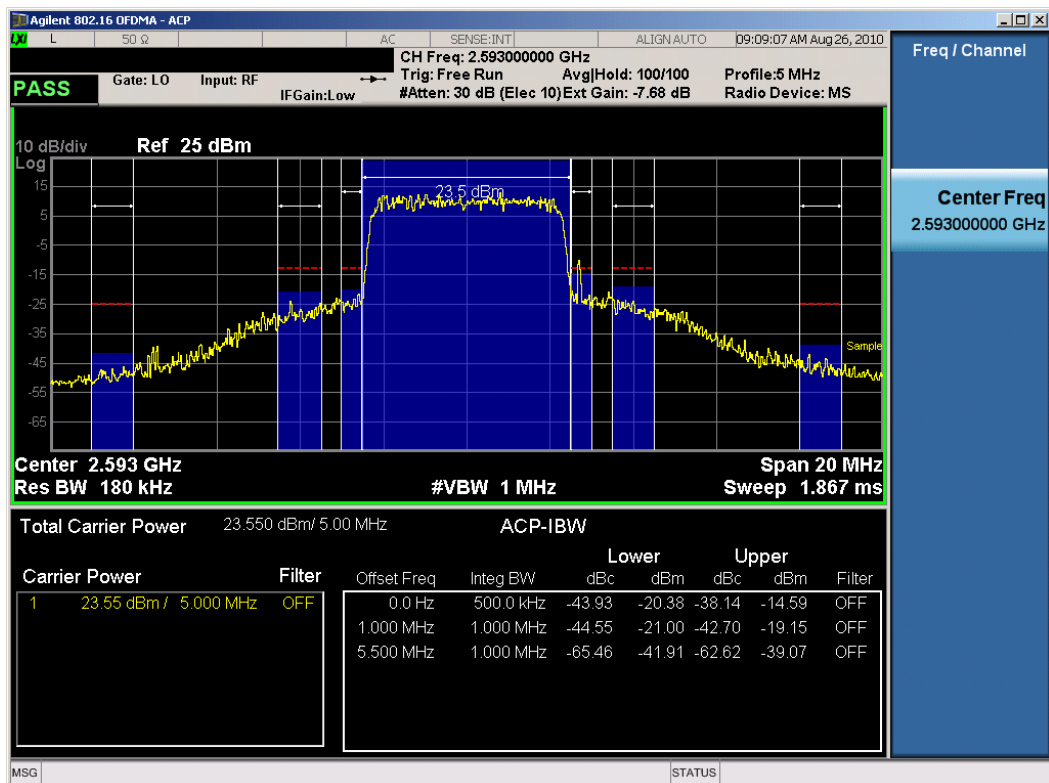 Agilent 802.16 OFDMA - ACP
LXI L 50 Ω AC SENSE:INT ALIGN AUTO 09:09:07 AM Aug 26, 2010
CH Freq: 2.593000000 GHz
PASS Gate: LO Input: RF Trig: Free Run Avg|Hold: 100/100 Profile:5 MHz
IFGain:Low #Atten: 30 dB (Elec 10) Ext Gain: -7.68 dB Radio Device: MS
10 dB/div Ref 25 dBm
Log
15
5
-5
-15
-25
-35
-45
-55
-65
23.5 dBm
Sample
Center 2.593 GHz Span 20 MHz
Res BW 180 kHz #VBW 1 MHz Sweep 1.867 ms
Total Carrier Power 23.550 dBm/ 5.00 MHz ACP-IBW
Lower Upper
Carrier Power Filter Offset Freq Integ BW dBc dBm dBc dBm Filter
1 23.55 dBm / 5.000 MHz OFF 0.0 Hz 500.0 kHz -43.93 -20.38 -38.14 -14.59 OFF
1.000 MHz 1.000 MHz -44.55 -21.00 -42.70 -19.15 OFF
5.500 MHz 1.000 MHz -65.46 -41.91 -62.62 -39.07 OFF
MSG STATUS
Freq / Channel
Center Freq
2.593000000 GHz